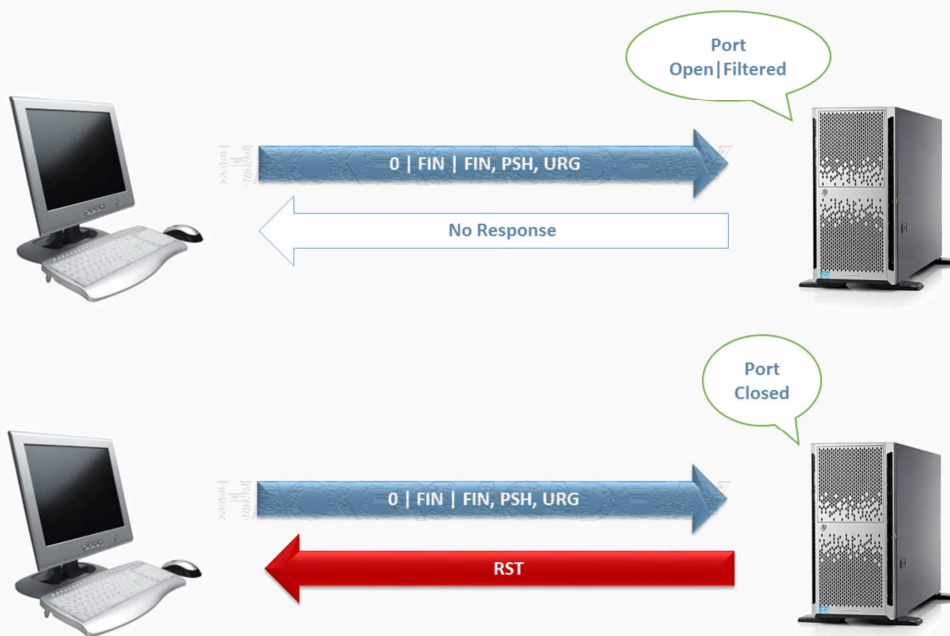 Port
Open|Filtered
0 | FIN | FIN, PSH, URG
No Response
Port
Closed
0 | FIN | FIN, PSH, URG
RST